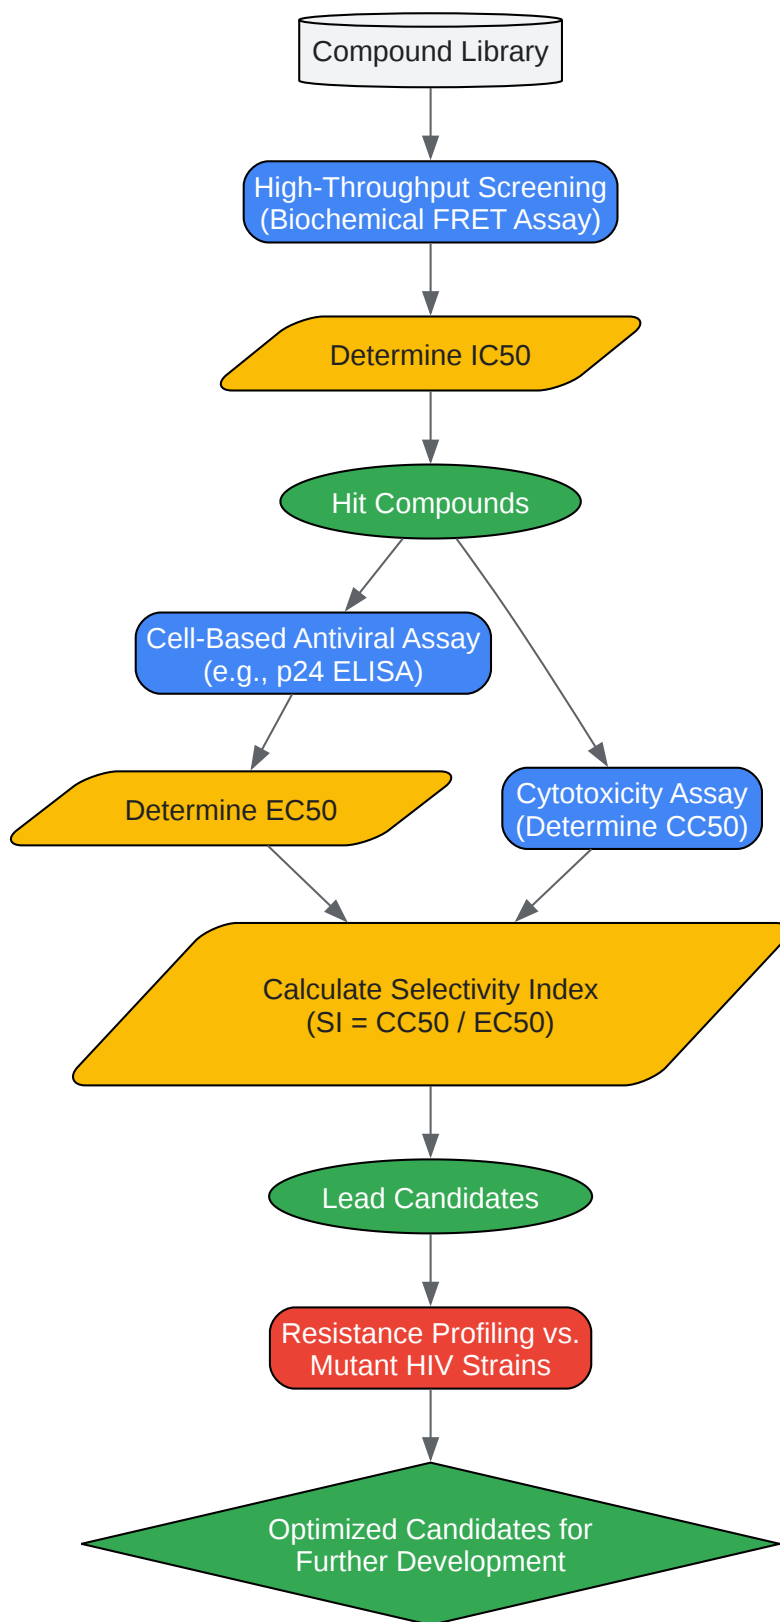 Compound Library
High-Throughput Screening
(Biochemical FRET Assay)
Determine IC50
Hit Compounds
Cell-Based Antiviral Assay
(e.g., p24 ELISA)
Determine EC50
Cytotoxicity Assay
(Determine CC50)
Calculate Selectivity Index
(SI = CC50 / EC50)
Lead Candidates
Resistance Profiling vs.
Mutant HIV Strains
Optimized Candidates for
Further Development